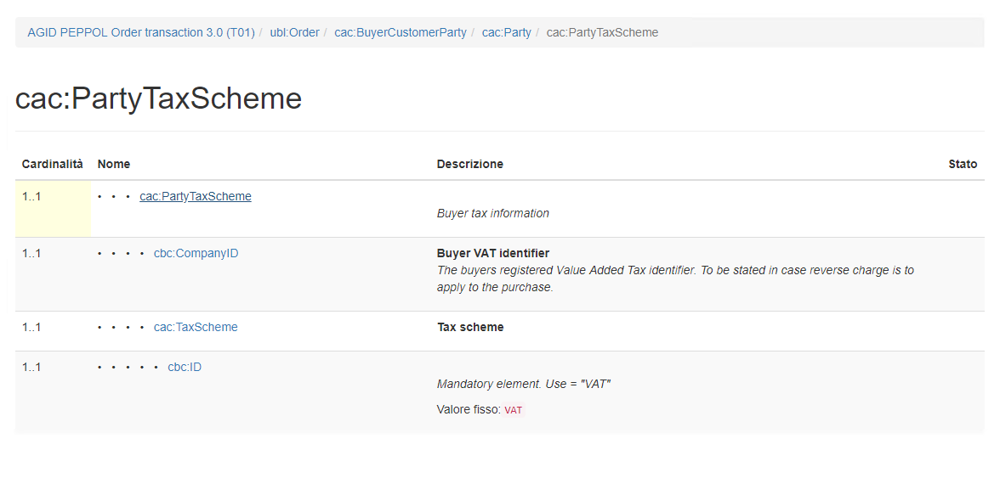 AGID PEPPOL Order transaction 3.0 (T01) / ubl:Order / cac:BuyerCustomerParty / cac:Party / cac:PartyTaxScheme
cac:PartyTaxScheme
Cardinalità Nome Descrizione Stato
1..1 • • • cac:PartyTaxScheme
Buyer tax information
1..1 • • • • cbc:CompanyID Buyer VAT identifier
The buyers registered Value Added Tax identifier. To be stated in case reverse charge is to
apply to the purchase.
1..1 • • • • cac:TaxScheme Tax scheme
1..1 • • • • • cbc:ID
Mandatory element. Use = "VAT"
Valore fisso: VAT